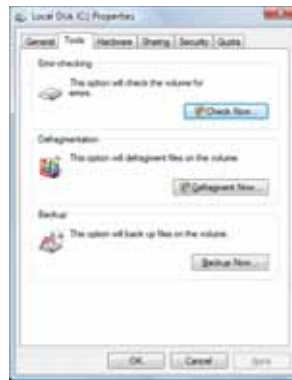 Local Disk (C:) Properties
General Tools Hardware Sharing Security Quota
Error-checking
This option will check the volume for
errors.
Check Now...
Defragmentation
This option will defragment files on the volume.
Defragment Now...
Backup
This option will back up files on the volume.
Backup Now...
OK Cancel Apply